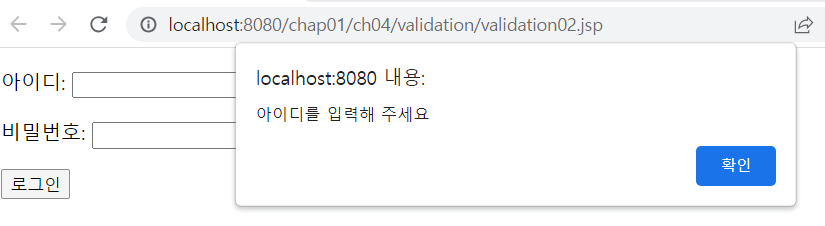 localhost:8080/chap01/ch04/validation/validation02.jsp
localhost:8080 내용:
아이디를 입력해 주세요
확인
아이디:
비밀번호:
로그인